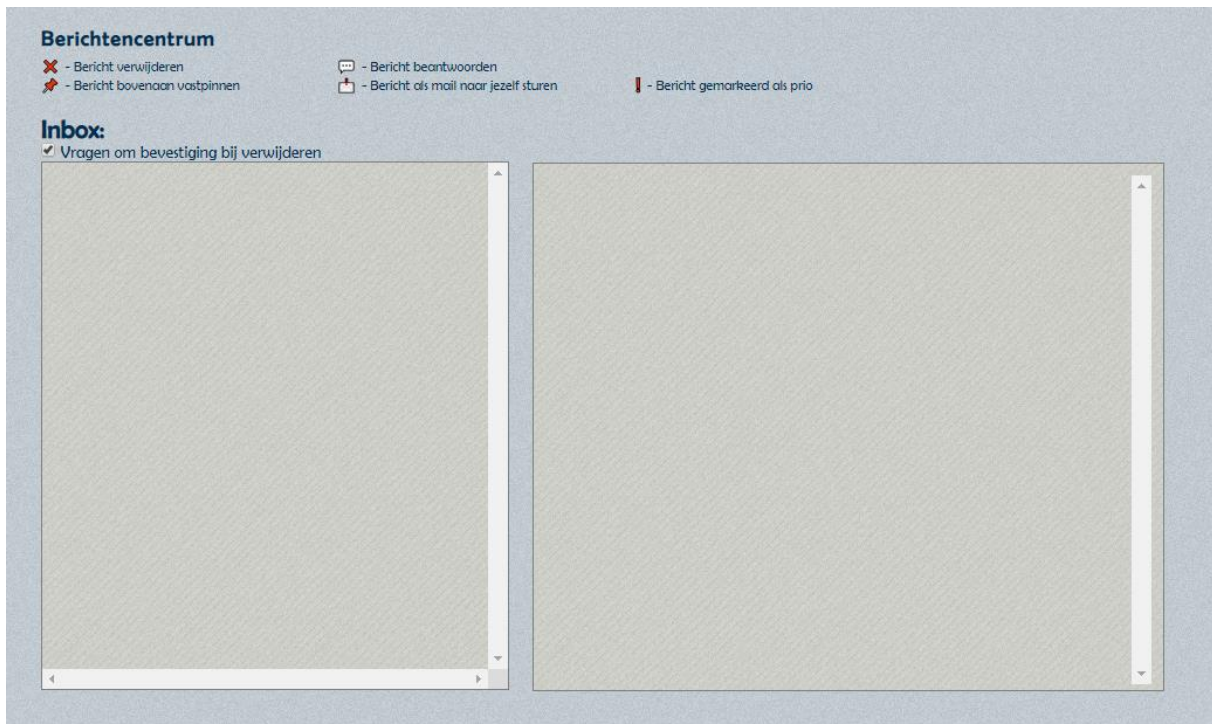 Berichtencentrum
- Bericht verwijderen
- Bericht beantwoorden
- Bericht bovenaan vastpinnen
- Bericht als mail naar jezelf sturen
- Bericht gemarkeerd als prio
Inbox:
Vragen om bevestiging bij verwijderen